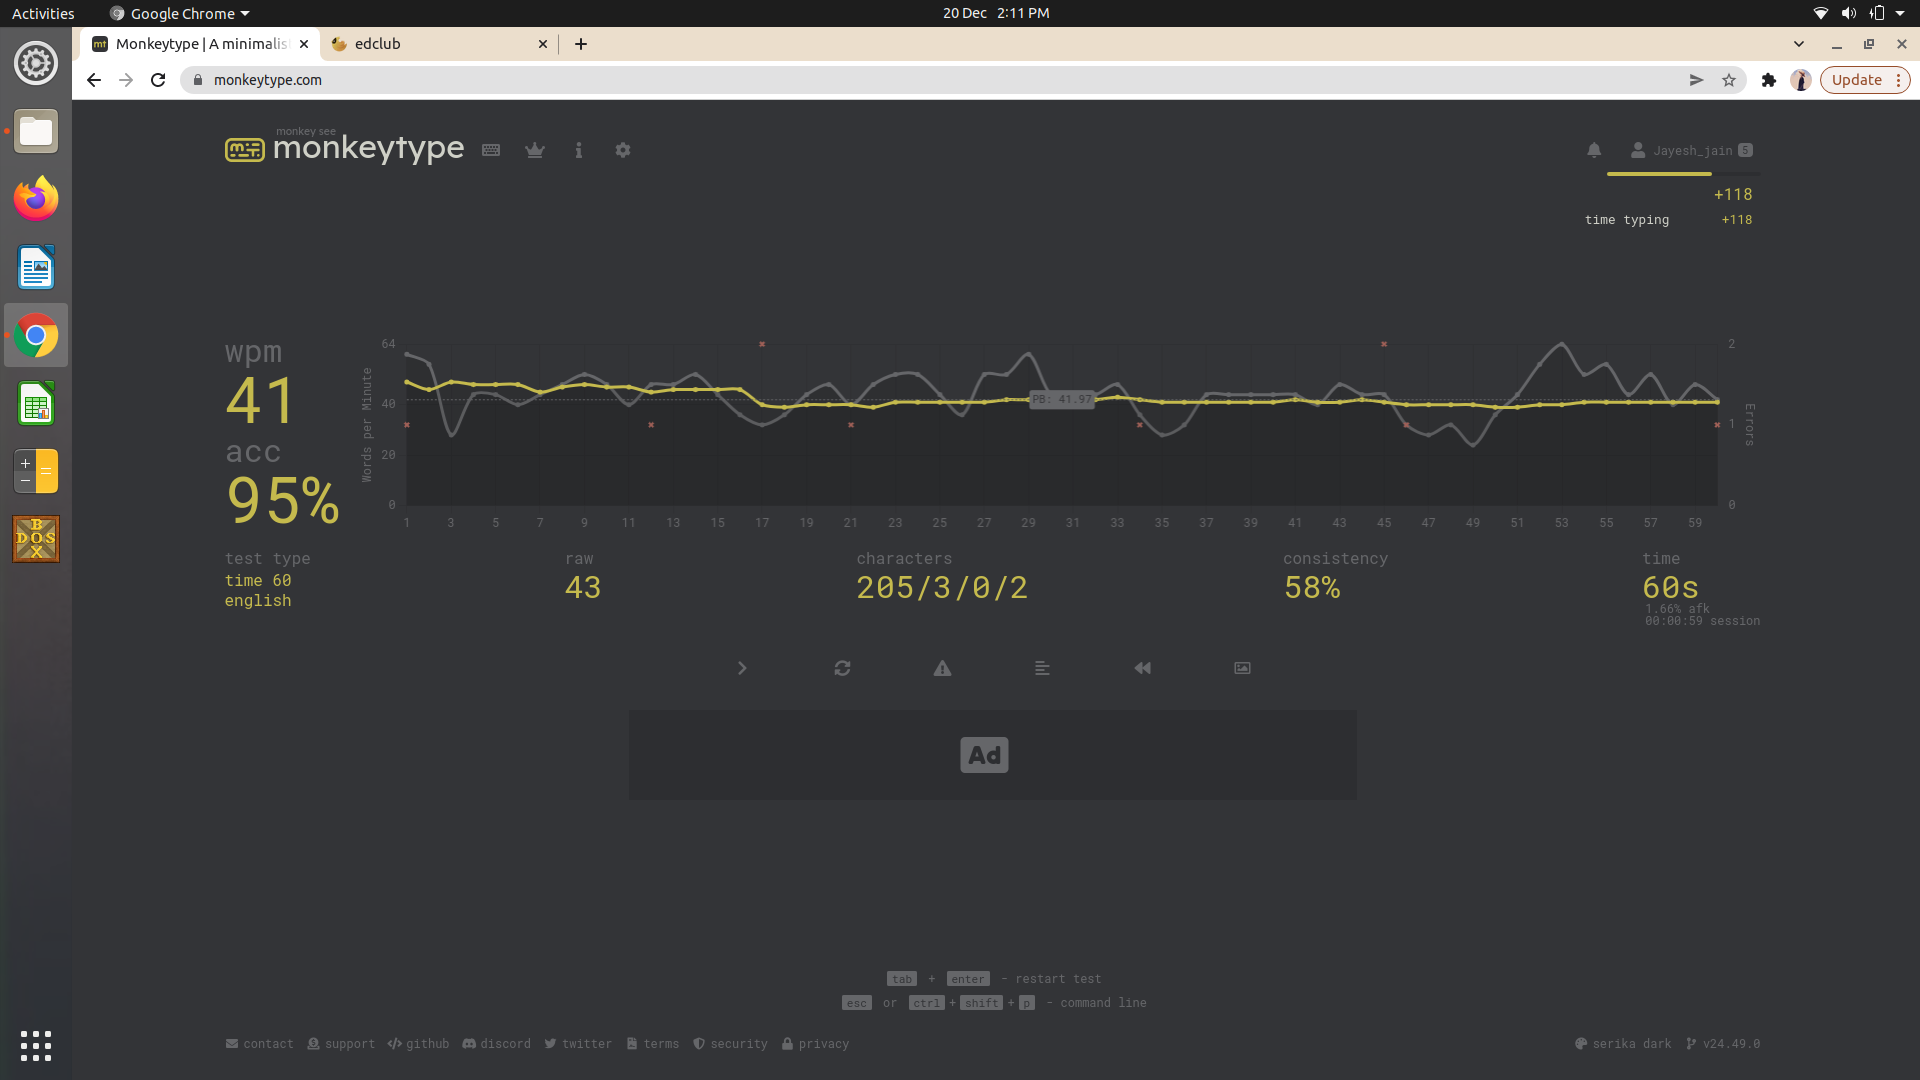 Activities
Google Chrome
20 Dec 2:11 PM
Monkeytype | A minimalis
edclub
monkeytype.com
Update
monkey see
monkeytype
Jayesh_jain 5
+118
time typing +118
wpm
41
acc
95%
Words per Minute
64
40
20
0
PB: 41.97
2
1
0
Errors
1 3 5 7 9 11 13 15 17 19 21 23 25 27 29 31 33 35 37 39 41 43 45 47 49 51 53 55 57 59
test type
time 60
english
raw
43
characters
205/3/0/2
consistency
58%
time
60s
1.66% afk
00:00:59 session
Ad
tab + enter - restart test
esc or ctrl + shift + p - command line
contact support github discord twitter terms security privacy
serika dark v24.49.0
mt
B
DOS
X